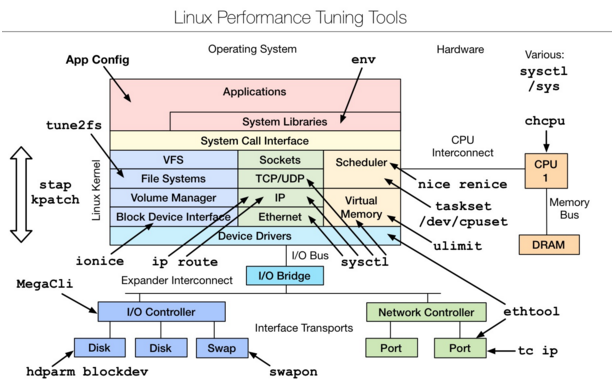 Linux Performance Tuning Tools
Operating System
Hardware
Various:
sysctl
/sys
App Config
env
Applications
System Libraries
System Call Interface
chcpu
tune2fs
VFS
Sockets
Scheduler
CPU
Interconnect
CPU
1
File Systems
TCP/UDP
nice renice
stap
kpatch
Linux Kernel
Volume Manager
IP
Virtual
Memory
taskset
/dev/cpuset
Memory
Bus
Block Device Interface
Ethernet
ulimit
DRAM
Device Drivers
ionice
ip route
I/O Bus
sysctl
Expander Interconnect
I/O Bridge
MegaCli
I/O Controller
Network Controller
ethtool
Interface Transports
Disk
Disk
Swap
Port
Port
tc ip
hdparm blockdev
swapon